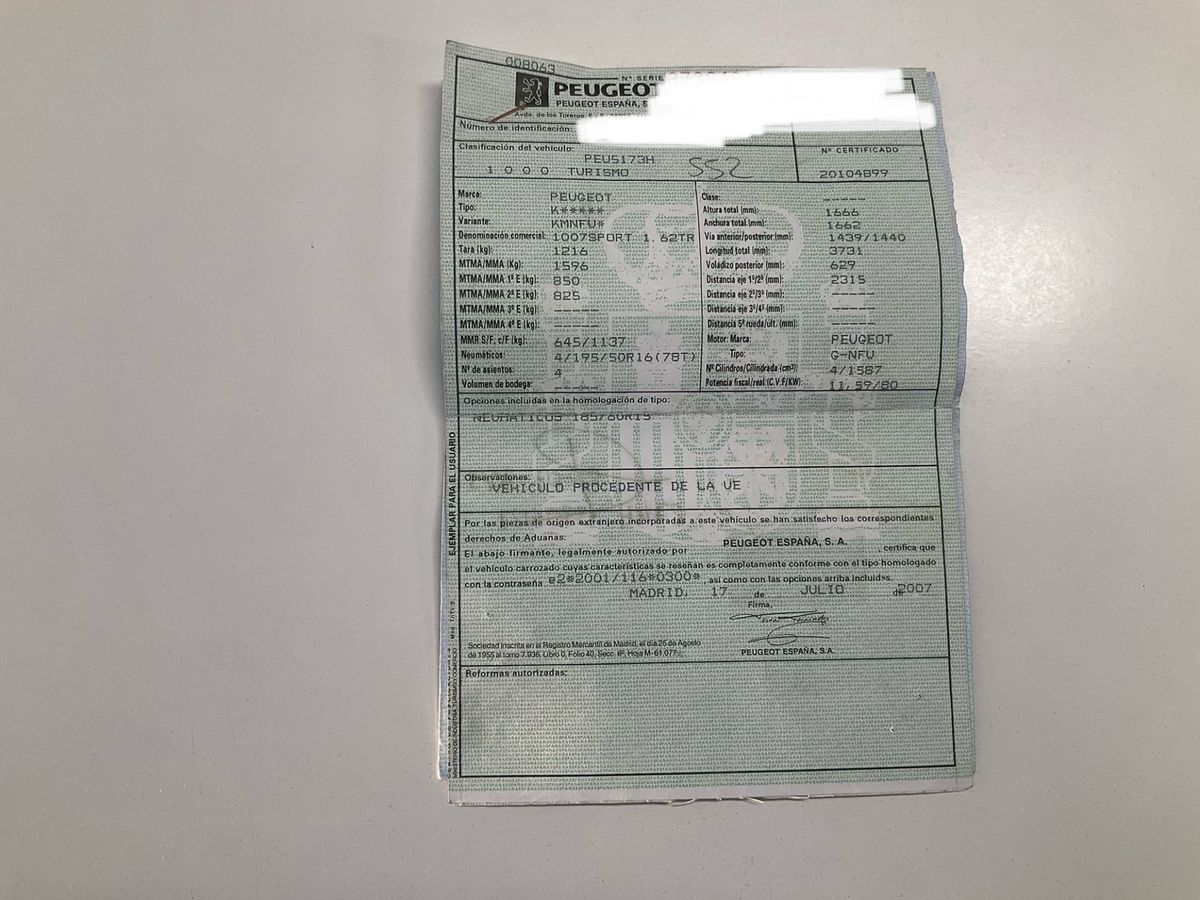 008063
Nº SERIE
PEUGEOT
PEUGEOT ESPAÑA, S
Avda. de los Toreros,
Número de identificación:
Clasificación del vehículo:
PEU5173H
SS2
1000 TURISMO
Nº CERTIFICADO
20104899
Marca: PEUGEOT
Tipo: K*****
Variante: KMNFU*
Denominación comercial: 1007SPORT 1.62TR
Tara (kg): 1216
MTMA/MMA (Kg): 1596
MTMA/MMA 1º E (kg): 850
MTMA/MMA 2º E (kg): 825
MTMA/MMA 3º E (kg): -----
MTMA/MMA 4º E (kg): -----
MMR S/F, c/F (kg): 645/1137
Neumáticos: 4/195/50R16(78T)
Nº de asientos: 4
Volumen de bodega: -----
Clase: -----
Altura total (mm): 1666
Anchura total (mm): 1662
Via anterior/posterior (mm): 1439/1440
Longitud total (mm): 3731
Voladizo posterior (mm): 629
Distancia eje 1º/2º (mm): 2315
Distancia eje 2º/3º (mm): -----
Distancia eje 3º/4º (mm): -----
Distancia 5ª rueda/ult. (mm): -----
Motor: Marca: PEUGEOT
Tipo: G-NFU
Nº Cilindros/Cilindrada (cm³): 4/1587
Potencia fiscal/real (C.V.F/KW): 11,59/80
Opciones incluidas en la homologación de tipo:
NEUMATICOS 185/60R15
Observaciones:
VEHICULO PROCEDENTE DE LA UE
Por las piezas de origen extranjero incorporadas a este vehículo se han satisfecho los correspondientes
derechos de Aduanas:
El abajo firmante, legalmente autorizado por PEUGEOT ESPAÑA, S. A. , certifica que
el vehículo carrozado cuyas características se reseñan es completamente conforme con el tipo homologado
con la contraseña e2*2001/116*0300* , así como con las opciones arriba incluidas.
MADRID, 17 de JULIO de 2007
Firma,
PEUGEOT ESPAÑA, S.A.
Sociedad Inscrita en el Registro Mercantil de Madrid, el día 25 de Agosto
de 1955 al tomo 7.936, Libro 0, Folio 40, Secc. 8ª, Hoja M-61.077
Reformas autorizadas:
EJEMPLAR PARA EL USUARIO